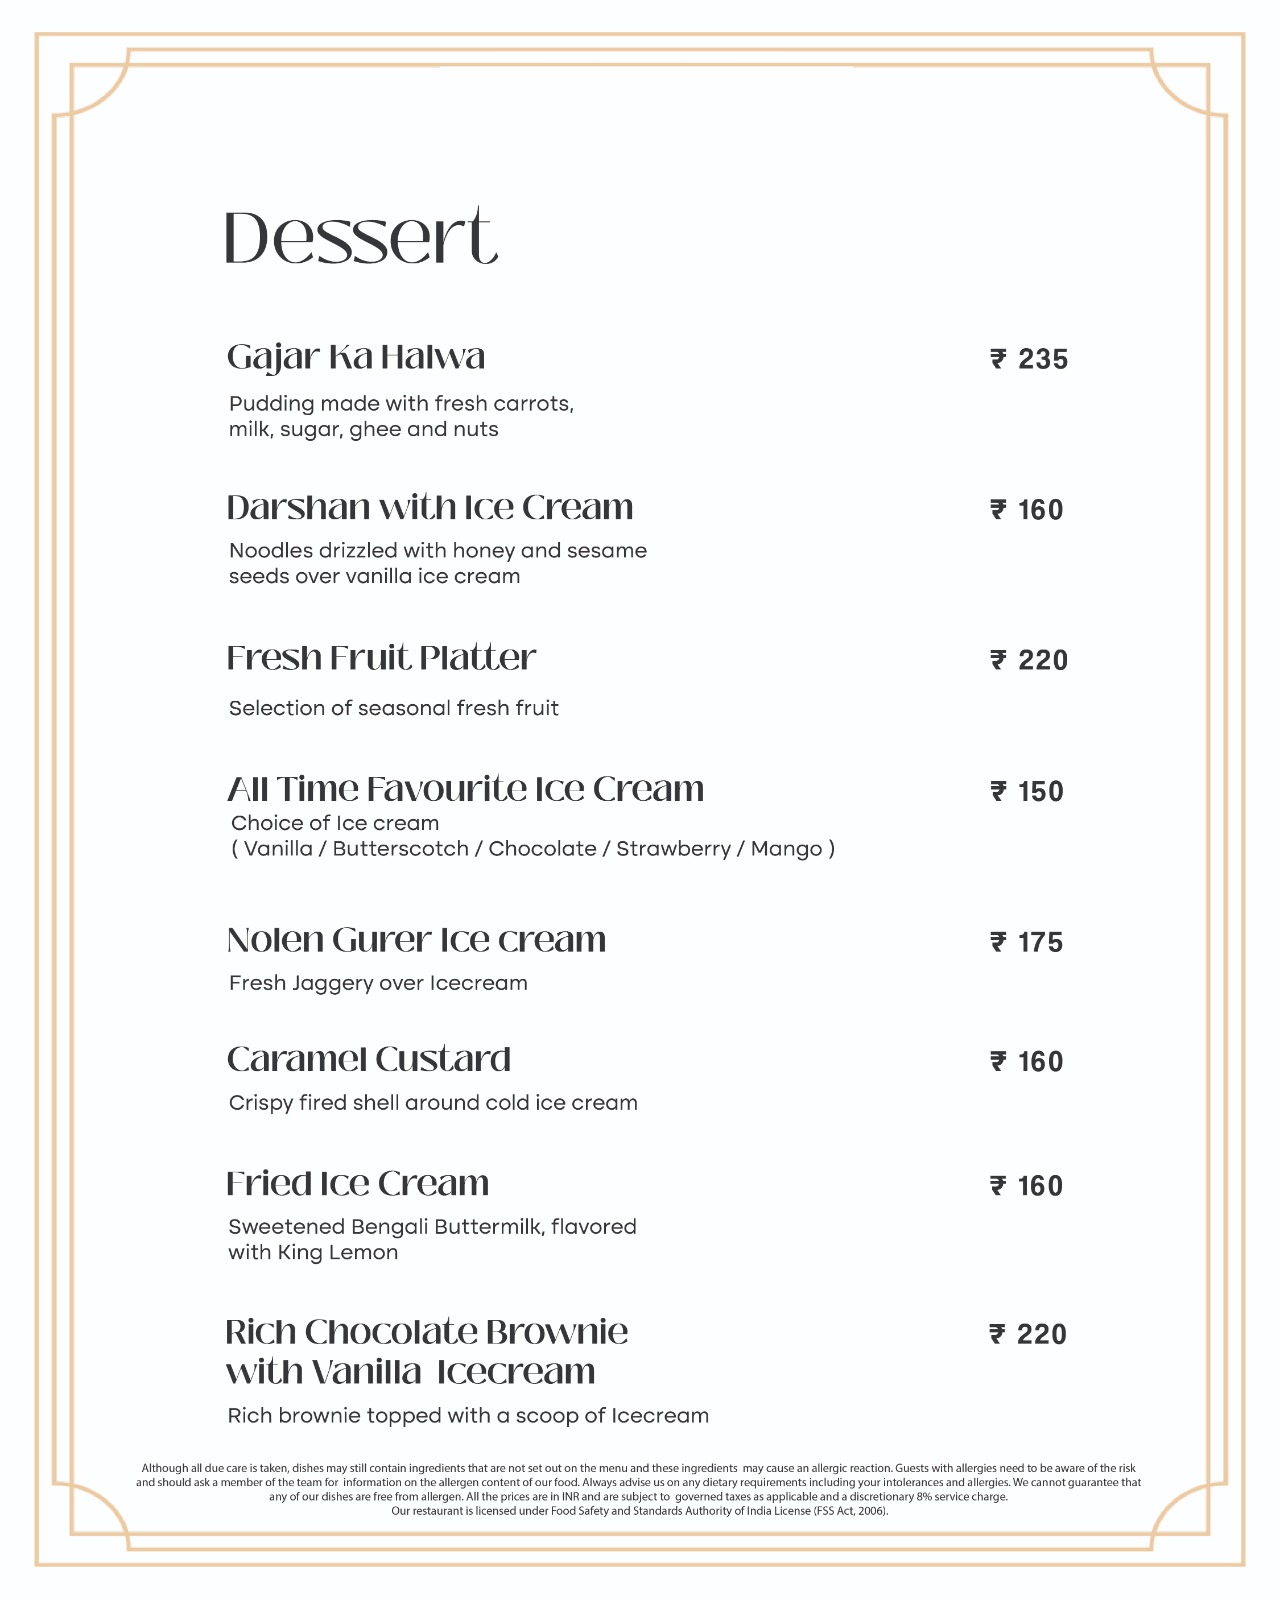 Dessert
Gajar Ka Halwa ₹ 235
Pudding made with fresh carrots,
milk, sugar, ghee and nuts
Darshan with Ice Cream ₹ 160
Noodles drizzled with honey and sesame
seeds over vanilla ice cream
Fresh Fruit Platter ₹ 220
Selection of seasonal fresh fruit
All Time Favourite Ice Cream ₹ 150
Choice of Ice cream
( Vanilla / Butterscotch / Chocolate / Strawberry / Mango )
Nolen Gurer Ice cream ₹ 175
Fresh Jaggery over Icecream
Caramel Custard ₹ 160
Crispy fired shell around cold ice cream
Fried Ice Cream ₹ 160
Sweetened Bengali Buttermilk, flavored
with King Lemon
Rich Chocolate Brownie ₹ 220
with Vanilla Icecream
Rich brownie topped with a scoop of Icecream
Although all due care is taken, dishes may still contain ingredients that are not set out on the menu and these ingredients may cause an allergic reaction. Guests with allergies need to be aware of the risk
and should ask a member of the team for information on the allergen content of our food. Always advise us on any dietary requirements including your intolerances and allergies. We cannot guarantee that
any of our dishes are free from allergen. All the prices are in INR and are subject to governed taxes as applicable and a discretionary 8% service charge.
Our restaurant is licensed under Food Safety and Standards Authority of India License (FSS Act, 2006).